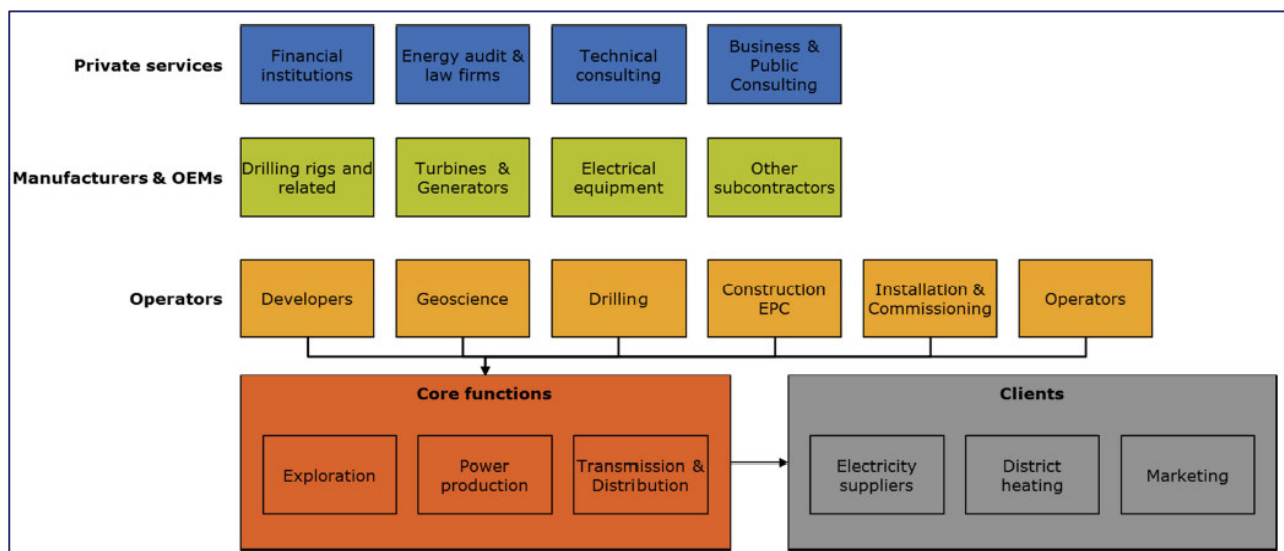 Private services
Financial
institutions
Energy audit &
law firms
Technical
consulting
Business &
Public
Consulting
Manufacturers & OEMs
Drilling rigs and
related
Turbines &
Generators
Electrical
equipment
Other
subcontractors
Operators
Developers
Geoscience
Drilling
Construction
EPC
Installation &
Commissioning
Operators
Core functions
Exploration
Power
production
Transmission &
Distribution
Clients
Electricity
suppliers
District
heating
Marketing